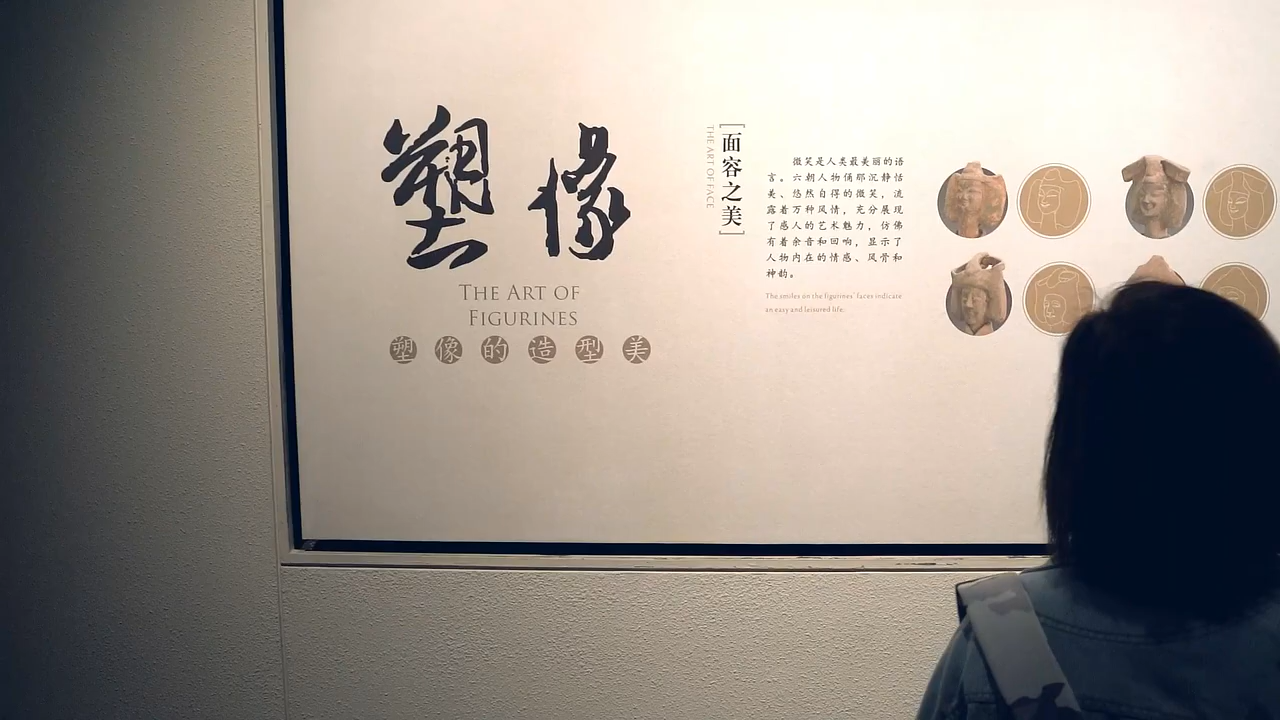 塑像
THE ART OF
FIGURINES
塑像的造型美
面容之美
THE ART OF FACE
微笑是人类最美丽的语
言。六朝人物俑那沉静恬
美、悠然自得的微笑，流
露着万种风情，充分展现
了感人的艺术魅力，仿佛
有着余音和回响，显示了
人物内在的情感、风骨和
神韵。
The smiles on the figurines' faces indicate
an easy and leisured life.